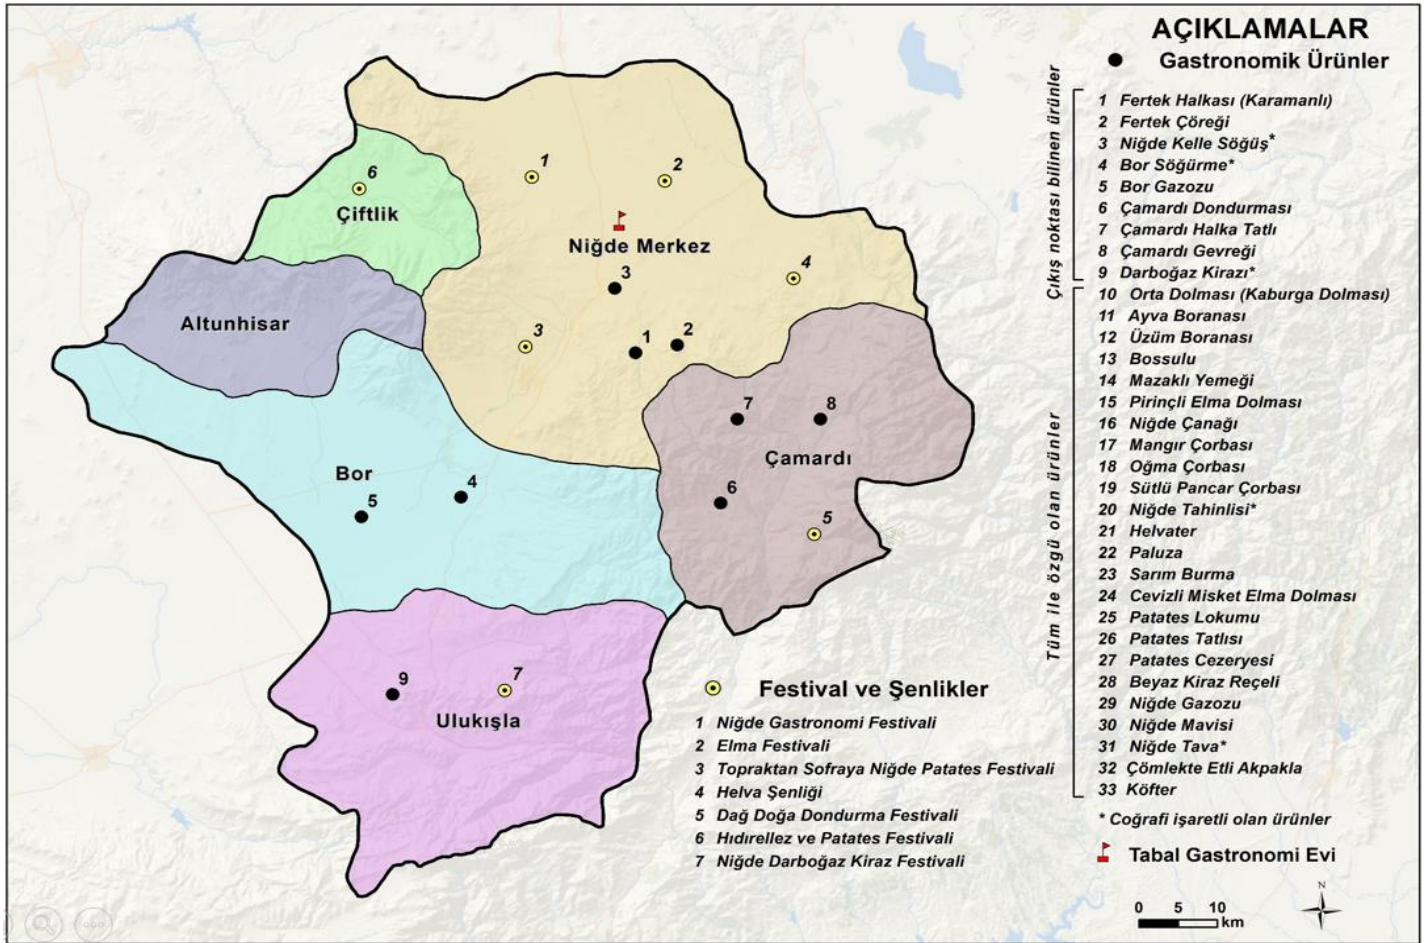 AÇIKLAMALAR
Gastronomik Ürünler
Çıkış noktası bilinen ürünler
1 Fertek Halkası (Karamanlı)
2 Fertek Çöreği
3 Niğde Kelle Söğüş*
4 Bor Söğürme*
5 Bor Gazozu
6 Çamardı Dondurması
7 Çamardı Halka Tatlı
8 Çamardı Gevreği
9 Darboğaz Kirazı*
Tüm ile özgü olan ürünler
10 Orta Dolması (Kaburga Dolması)
11 Ayva Boranası
12 Üzüm Boranası
13 Bossulu
14 Mazaklı Yemeği
15 Pirinçli Elma Dolması
16 Niğde Çanağı
17 Mangır Çorbası
18 Oğma Çorbası
19 Sütlü Pancar Çorbası
20 Niğde Tahinlisi*
21 Helvater
22 Paluza
23 Sarım Burma
24 Cevizli Misket Elma Dolması
25 Patates Lokumu
26 Patates Tatlısı
27 Patates Cezeryesi
28 Beyaz Kiraz Reçeli
29 Niğde Gazozu
30 Niğde Mavisi
31 Niğde Tava*
32 Çömlekte Etli Akpakla
33 Köfter
* Coğrafi işaretli olan ürünler
Tabal Gastronomi Evi
N
0 5 10
km
6
Çiftlik
1
2
Niğde Merkez
3
4
3
1
2
Altunhisar
7
8
Çamardı
6
5
Bor
5
4
9
7
Ulukışla
Festival ve Şenlikler
1 Niğde Gastronomi Festivali
2 Elma Festivali
3 Topraktan Sofraya Niğde Patates Festivali
4 Helva Şenliği
5 Dağ Doğa Dondurma Festivali
6 Hıdırellez ve Patates Festivali
7 Niğde Darboğaz Kiraz Festivali